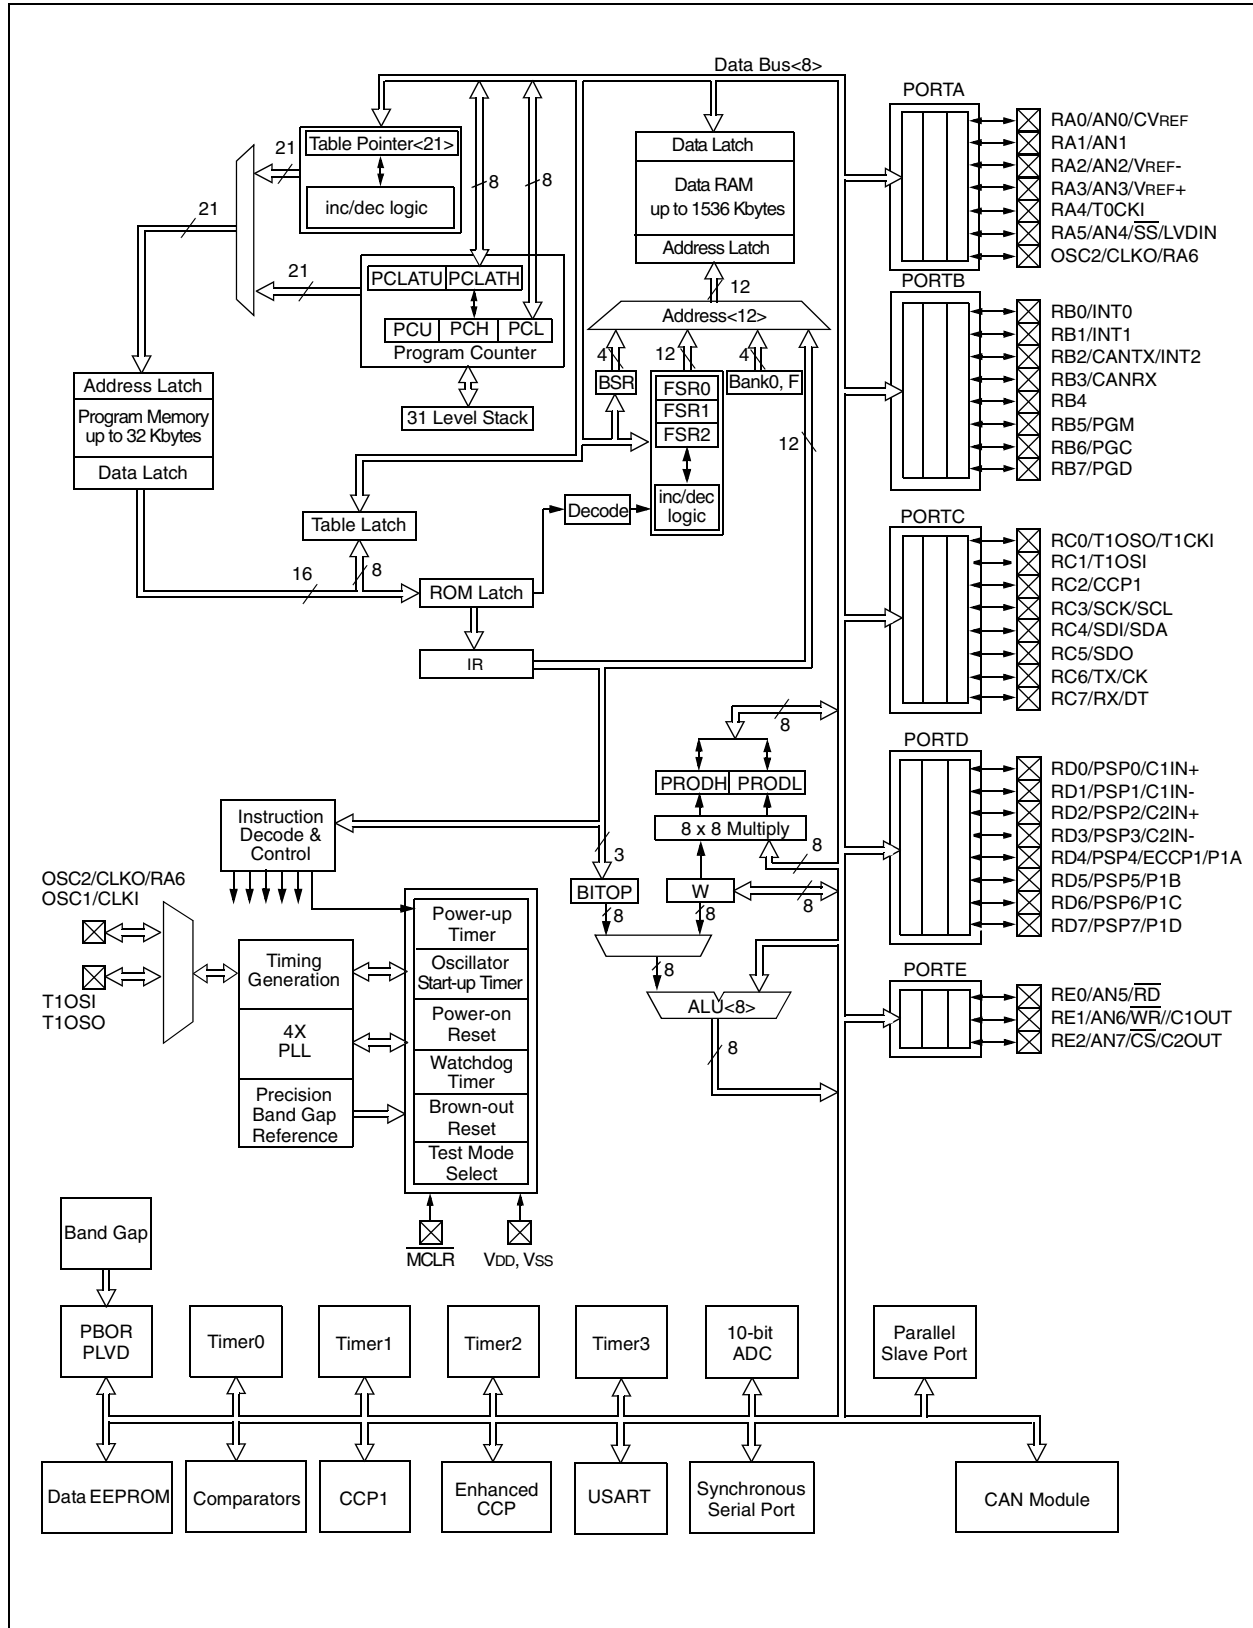 Data Bus<8>
Table Pointer<21>
inc/dec logic
21
21
21
8
8
PCLATU PCLATH
PCU PCH PCL
Program Counter
31 Level Stack
Address Latch
Program Memory
up to 32 Kbytes
Data Latch
Table Latch
16
8
ROM Latch
IR
Data Latch
Data RAM
up to 1536 Kbytes
Address Latch
12
Address<12>
4
12
4
BSR
FSR0
FSR1
FSR2
inc/dec
logic
Bank0, F
12
Decode
8
PRODH PRODL
8 x 8 Multiply
8
3
BITOP
W
8
8
8
8
ALU<8>
8
Instruction
Decode &
Control
OSC2/CLKO/RA6
OSC1/CLKI
T1OSI
T1OSO
Timing
Generation
4X
PLL
Precision
Band Gap
Reference
Power-up
Timer
Oscillator
Start-up Timer
Power-on
Reset
Watchdog
Timer
Brown-out
Reset
Test Mode
Select
MCLR
VDD, VSS
PORTA
RA0/AN0/CVREF
RA1/AN1
RA2/AN2/VREF-
RA3/AN3/VREF+
RA4/T0CKI
RA5/AN4/SS/LVDIN
OSC2/CLKO/RA6
PORTB
RB0/INT0
RB1/INT1
RB2/CANTX/INT2
RB3/CANRX
RB4
RB5/PGM
RB6/PGC
RB7/PGD
PORTC
RC0/T1OSO/T1CKI
RC1/T1OSI
RC2/CCP1
RC3/SCK/SCL
RC4/SDI/SDA
RC5/SDO
RC6/TX/CK
RC7/RX/DT
PORTD
RD0/PSP0/C1IN+
RD1/PSP1/C1IN-
RD2/PSP2/C2IN+
RD3/PSP3/C2IN-
RD4/PSP4/ECCP1/P1A
RD5/PSP5/P1B
RD6/PSP6/P1C
RD7/PSP7/P1D
PORTE
RE0/AN5/RD
RE1/AN6/WR//C1OUT
RE2/AN7/CS/C2OUT
Band Gap
PBOR
PLVD
Timer0
Timer1
Timer2
Timer3
10-bit
ADC
Parallel
Slave Port
Data EEPROM
Comparators
CCP1
Enhanced
CCP
USART
Synchronous
Serial Port
CAN Module